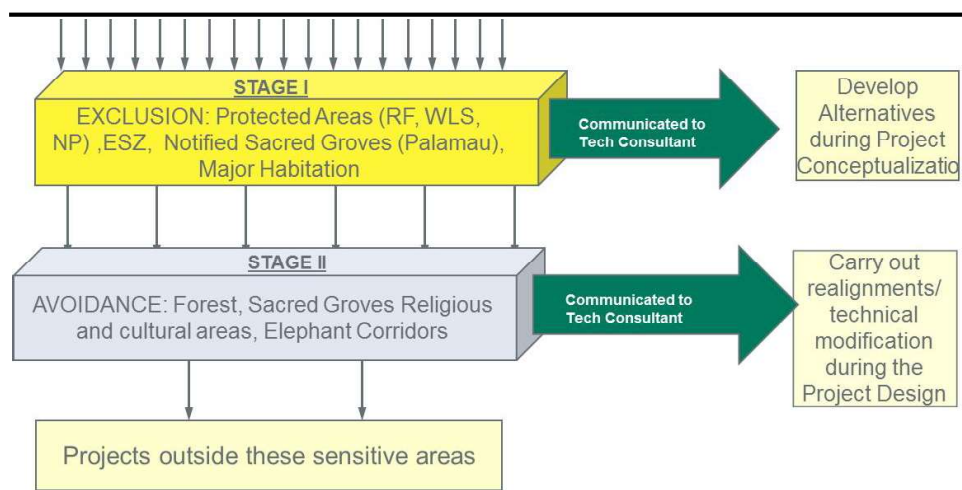 STAGE I
EXCLUSION: Protected Areas (RF, WLS,
NP) ,ESZ, Notified Sacred Groves (Palamau),
Major Habitation
Communicated to
Tech Consultant
Develop
Alternatives
during Project
Conceptualizatio
STAGE II
AVOIDANCE: Forest, Sacred Groves Religious
and cultural areas, Elephant Corridors
Communicated to
Tech Consultant
Carry out
realignments/
technical
modification
during the
Project Design
Projects outside these sensitive areas